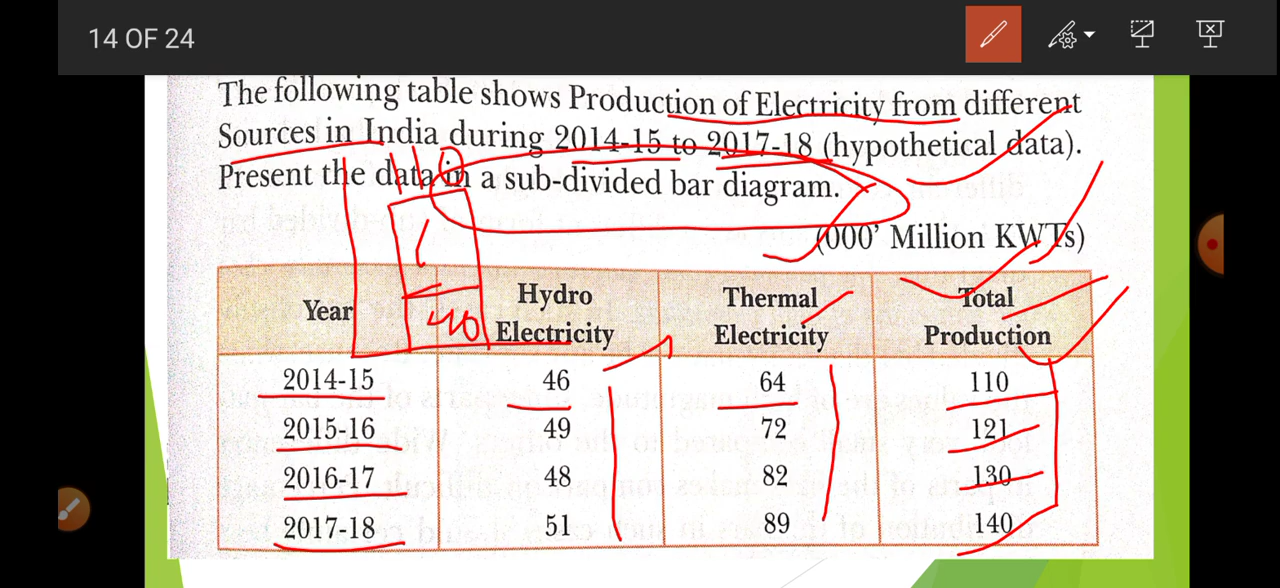 14 OF 24
The following table shows Production of Electricity from different
Sources in India during 2014-15 to 2017-18 (hypothetical data).
Present the data in a sub-divided bar diagram.
(000’ Million KWTs)
Year Hydro Electricity Thermal Electricity Total Production
2014-15 46 64 110
2015-16 49 72 121
2016-17 48 82 130
2017-18 51 89 140